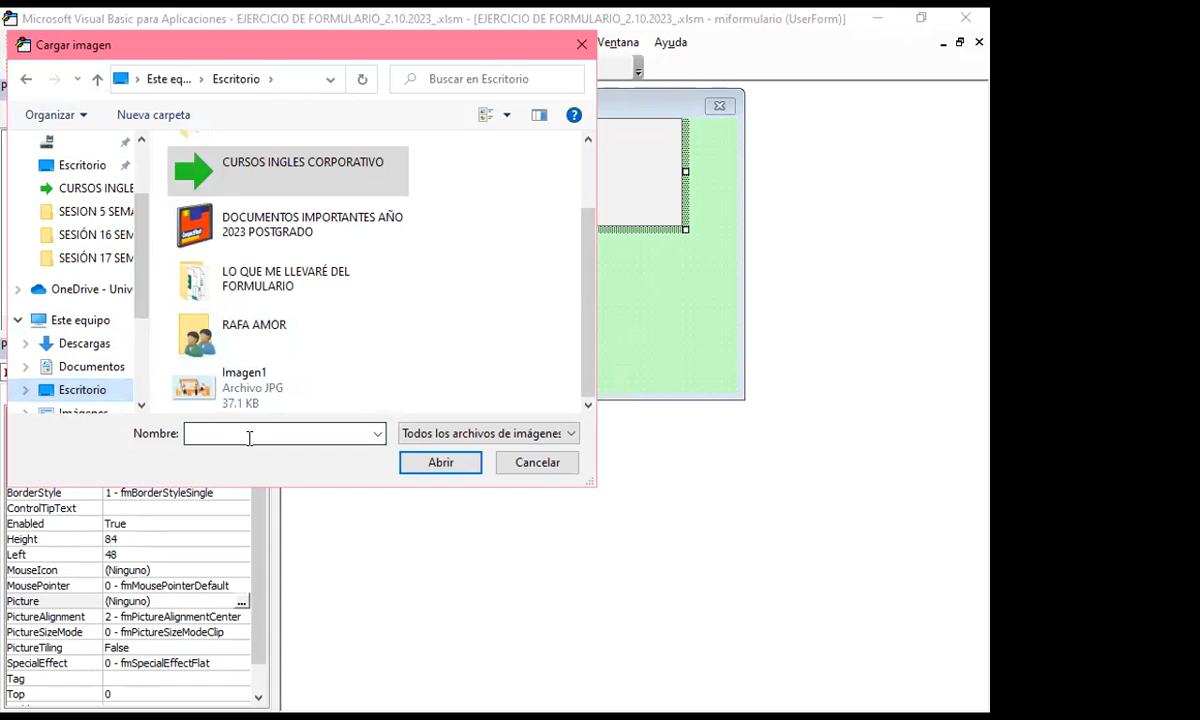 Microsoft Visual Basic para Aplicaciones - EJERCICIO DE FORMULARIO_2.10.2023_.xlsm - [EJERCICIO DE FORMULARIO_2.10.2023_.xlsm - miformulario (UserForm)]
Cargar imagen
Ventana Ayuda
Este eq... Escritorio
Buscar en Escritorio
Organizar Nueva carpeta
Escritorio
CURSOS INGLE
SESION 5 SEMA
SESIÓN 16 SEM
SESIÓN 17 SEM
OneDrive - Univ
Este equipo
Descargas
Documentos
Escritorio
CURSOS INGLES CORPORATIVO
DOCUMENTOS IMPORTANTES AÑO
2023 POSTGRADO
LO QUE ME LLEVARÉ DEL
FORMULARIO
RAFA AMOR
Imagen1
Archivo JPG
37.1 KB
Nombre:
Todos los archivos de imágenes
Abrir Cancelar
BorderStyle 1 - fmBorderStyleSingle
ControlTipText
Enabled True
Height 84
Left 48
MouseIcon (Ninguno)
MousePointer 0 - fmMousePointerDefault
Picture (Ninguno) ...
PictureAlignment 2 - fmPictureAlignmentCenter
PictureSizeMode 0 - fmPictureSizeModeClip
PictureTiling False
SpecialEffect 0 - fmSpecialEffectFlat
Tag
Top 0